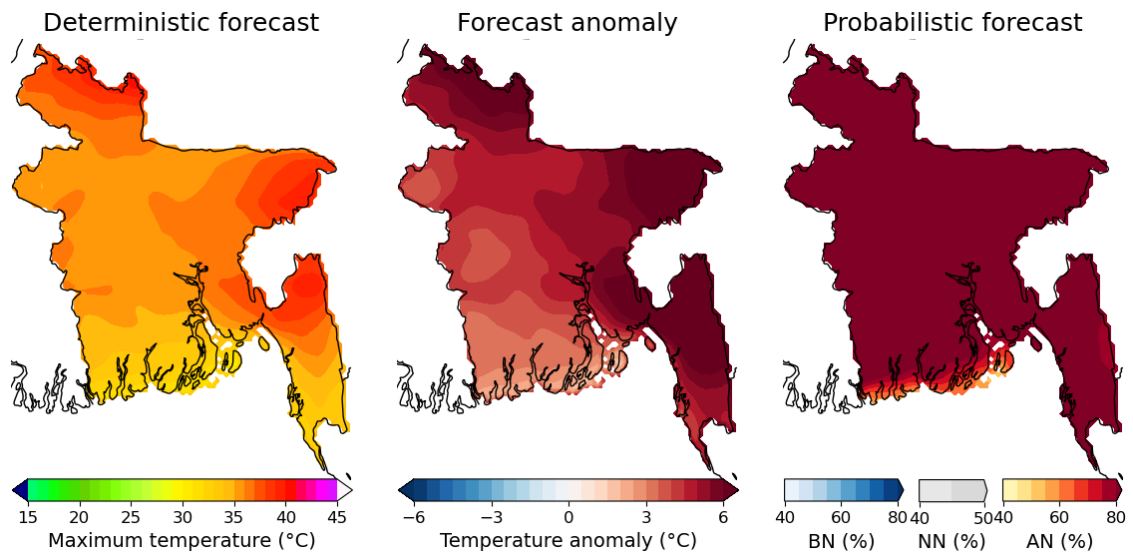 Deterministic forecast
Forecast anomaly
Probabilistic forecast
15 20 25 30 35 40 45
Maximum temperature (°C)
−6 −3 0 3 6
Temperature anomaly (°C)
40 60 80
BN (%)
40 50
NN (%)
40 60 80
AN (%)